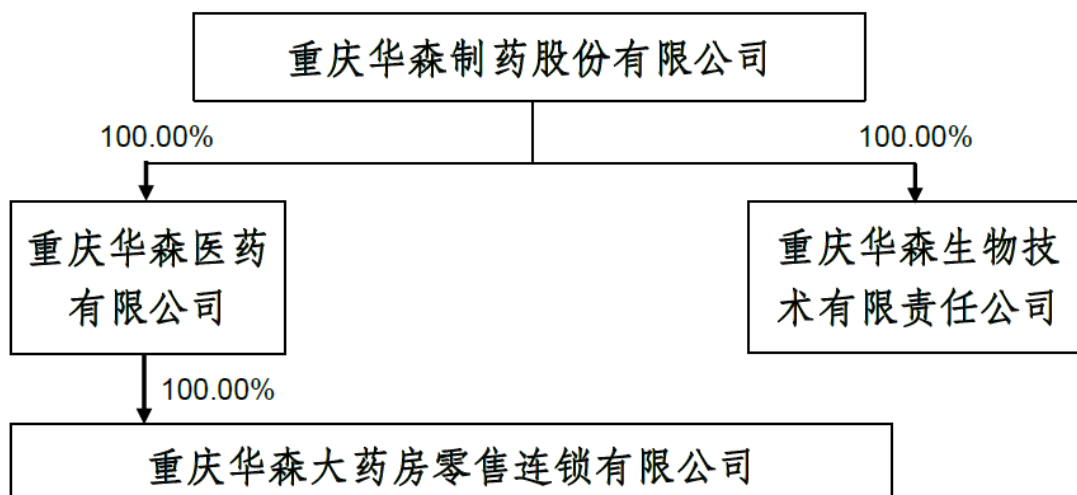 重庆华森制药股份有限公司
100.00%
100.00%
重庆华森医药
有限公司
重庆华森生物技
术有限责任公司
100.00%
重庆华森大药房零售连锁有限公司